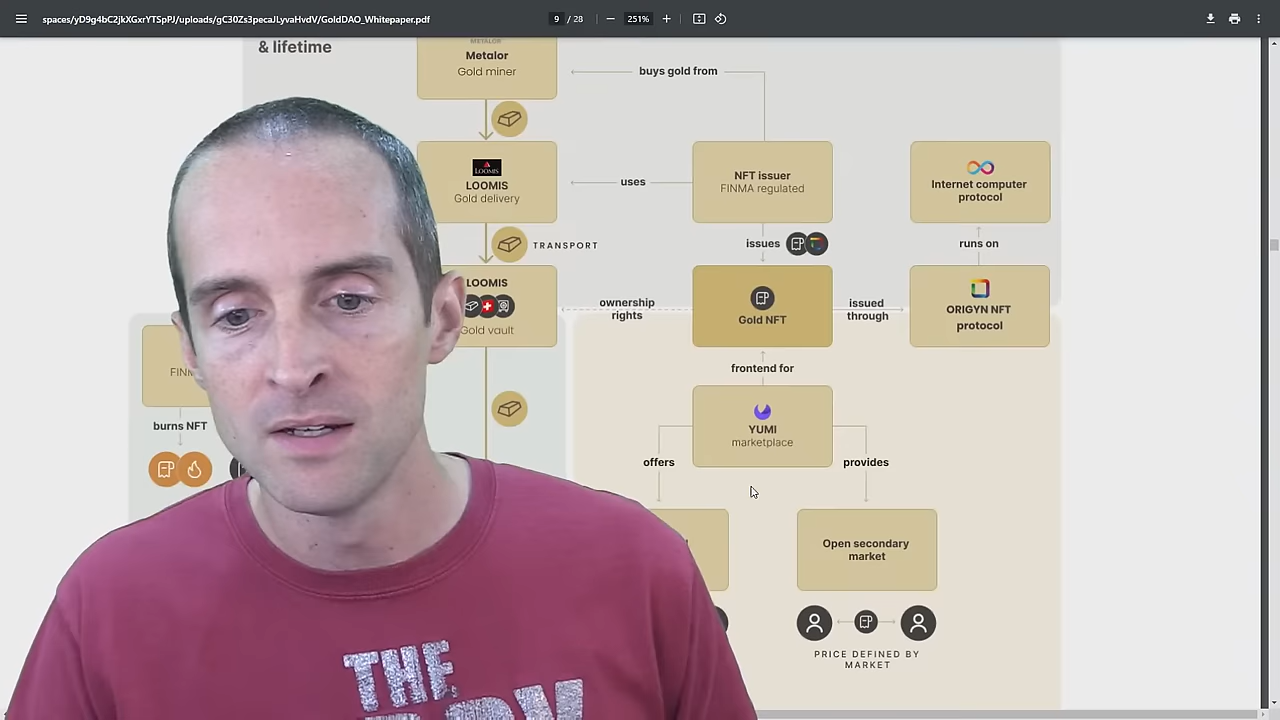 spaces/yD9g4bC2jkXGxrYTSpPJ/uploads/gC30Zs3pecaJLyvaHvdV/GoldDAO_Whitepaper.pdf
9 / 28
251%
& lifetime
METALOR
Metalor
Gold miner
buys gold from
LOOMIS
LOOMIS
Gold delivery
uses
NFT issuer
FINMA regulated
Internet computer
protocol
TRANSPORT
issues
runs on
LOOMIS
Gold vault
ownership
rights
Gold NFT
issued
through
ORIGYN NFT
protocol
frontend for
burns NFT
YUMI
marketplace
offers
provides
Open secondary
market
PRICE DEFINED BY
MARKET
THE